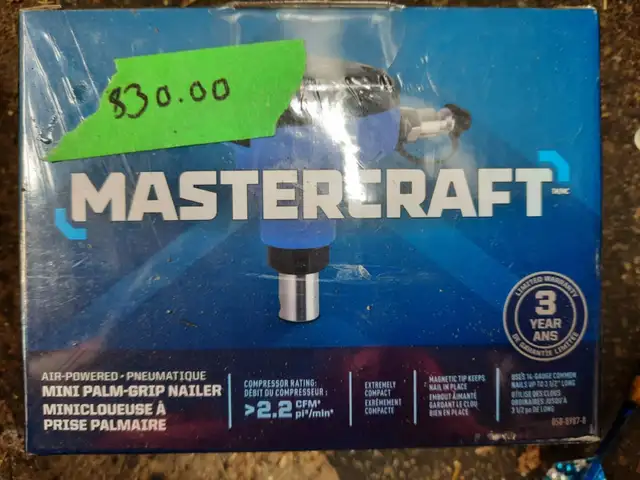 $30.00
MASTERCRAFT
TM/MC
LIMITED WARRANTY
3
YEAR
ANS
DE GARANTIE LIMITÉE
AIR-POWERED • PNEUMATIQUE
MINI PALM-GRIP NAILER
MINICLOUEUSE À
PRISE PALMAIRE
COMPRESSOR RATING:
DÉBIT DU COMPRESSEUR :
>2.2 CFM*
pi³/min*
EXTREMELY
COMPACT
EXTRÊMEMENT
COMPACTE
MAGNETIC TIP KEEPS
NAIL IN PLACE
EMBOUT AIMANTÉ
GARDANT LE CLOU
BIEN EN PLACE
USES 14-GAUGE COMMON
NAILS UP TO 3 1/2" LONG
UTILISE DES CLOUS
ORDINAIRES JUSQU'À
3 1/2 po DE LONG